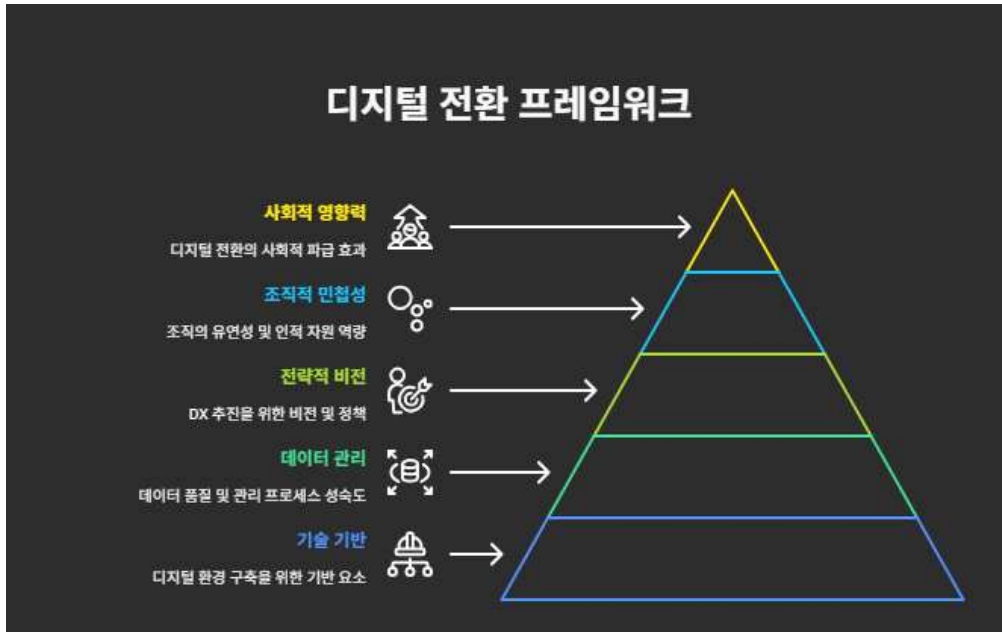 디지털 전환 프레임워크
사회적 영향력
디지털 전환의 사회적 파급 효과
조직적 민첩성
조직의 유연성 및 인적 자원 역량
전략적 비전
DX 추진을 위한 비전 및 정책
데이터 관리
데이터 품질 및 관리 프로세스 성숙도
기술 기반
디지털 환경 구축을 위한 기반 요소